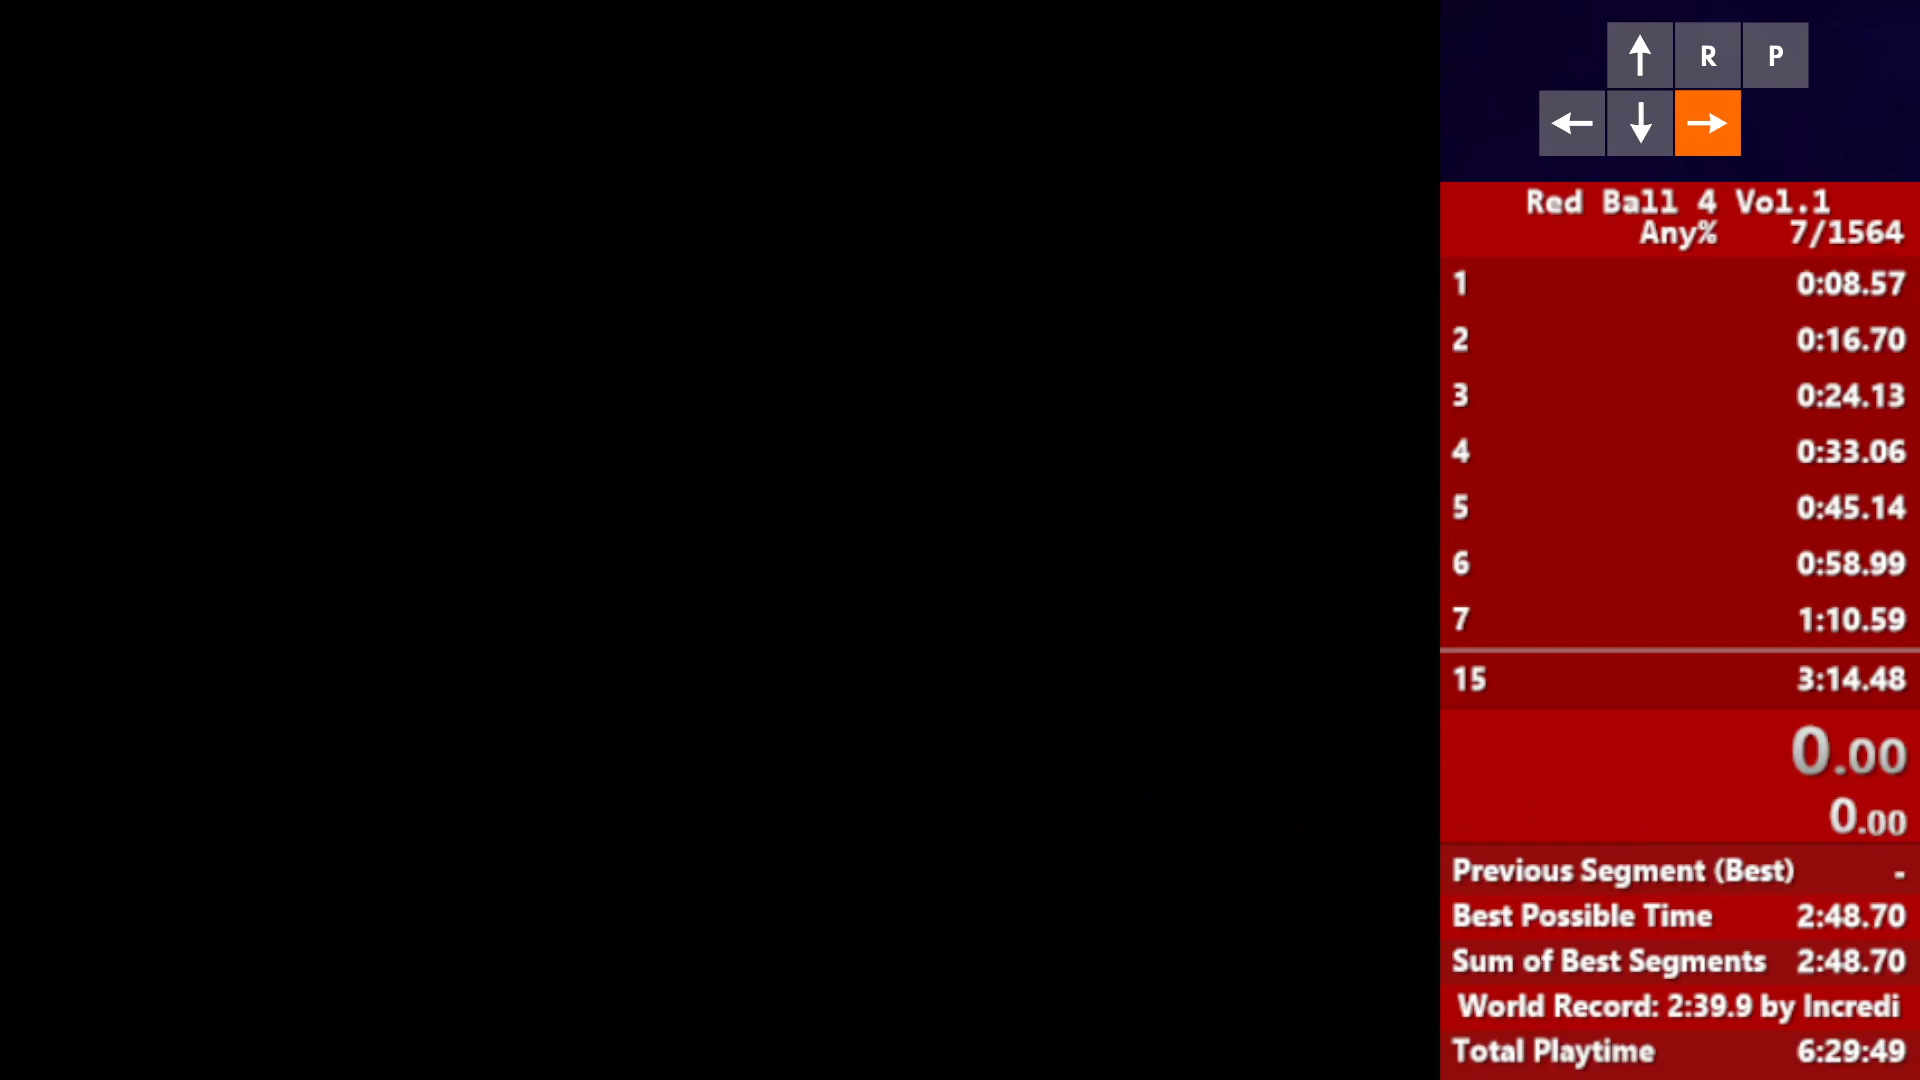 ↑ R P
← ↓ →
Red Ball 4 Vol.1
Any% 7/1564
1 0:08.57
2 0:16.70
3 0:24.13
4 0:33.06
5 0:45.14
6 0:58.99
7 1:10.59
15 3:14.48
0.00
0.00
Previous Segment (Best) -
Best Possible Time 2:48.70
Sum of Best Segments 2:48.70
World Record: 2:39.9 by Incredi
Total Playtime 6:29:49